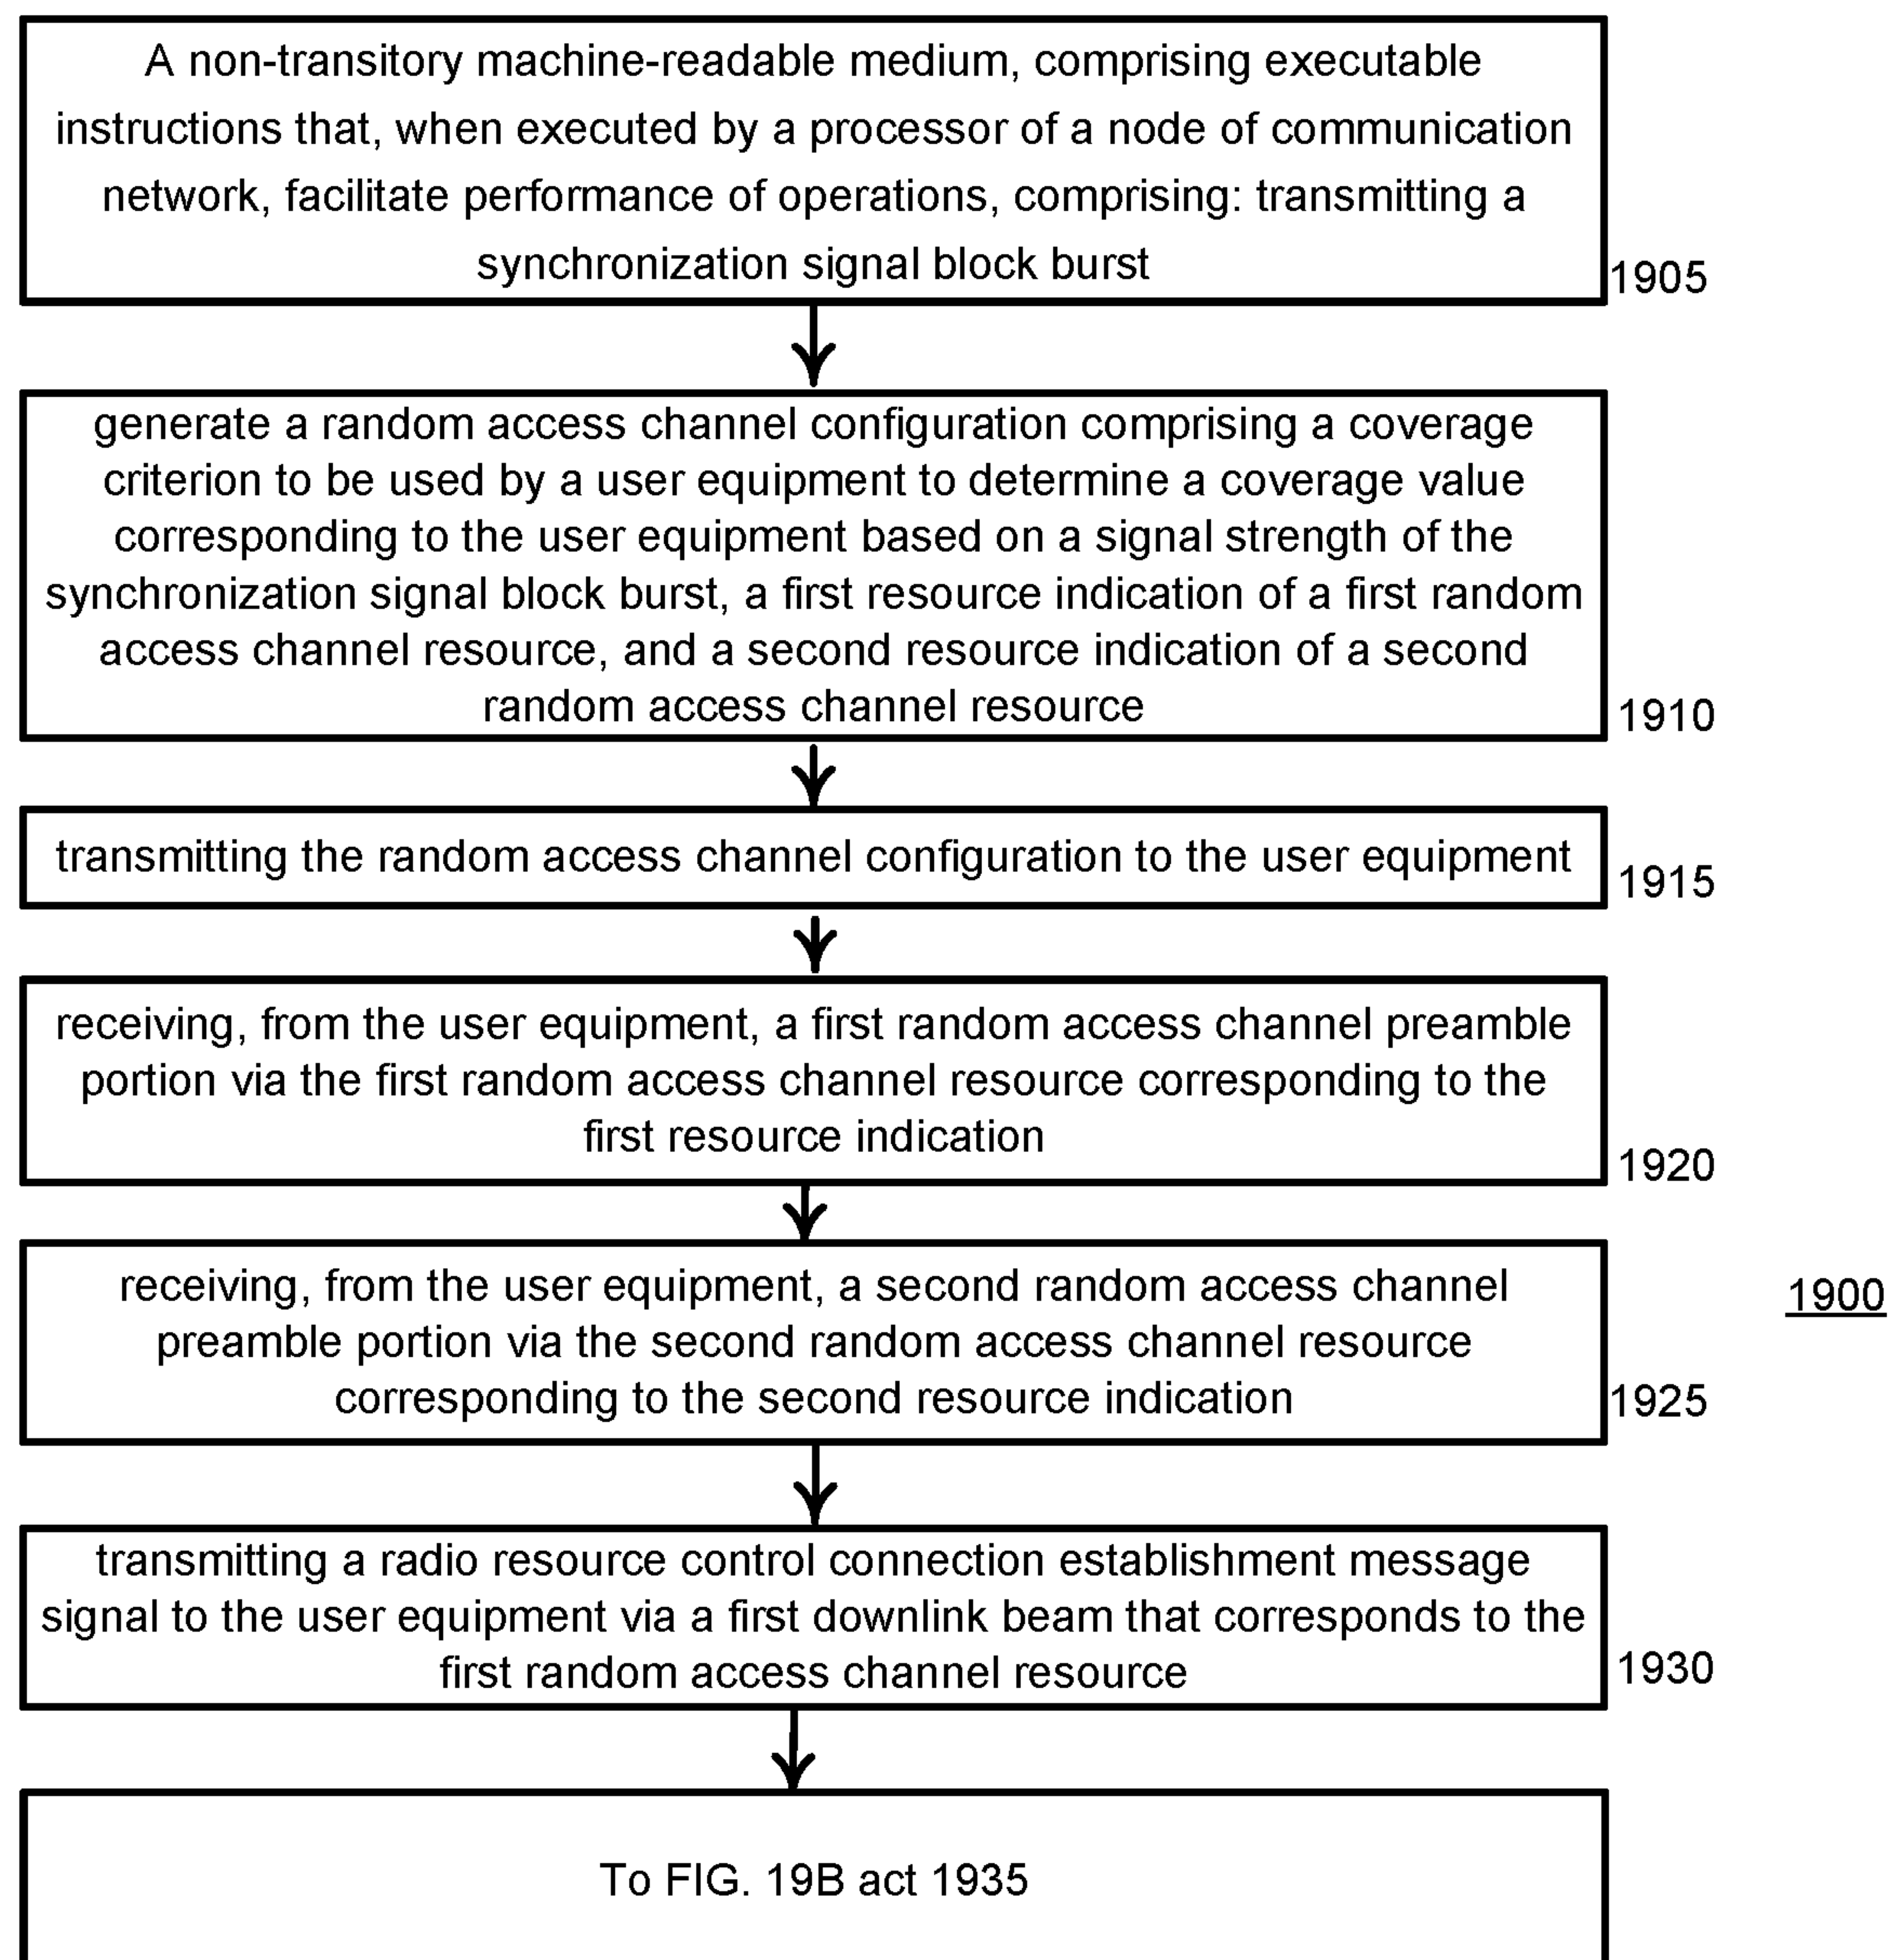 A non-transitory machine-readable medium, comprising executable
instructions that, when executed by a processor of a node of communication
network, facilitate performance of operations, comprising: transmitting a
synchronization signal block burst
1905
generate a random access channel configuration comprising a coverage
criterion to be used by a user equipment to determine a coverage value
corresponding to the user equipment based on a signal strength of the
synchronization signal block burst, a first resource indication of a first random
access channel resource, and a second resource indication of a second
random access channel resource
1910
transmitting the random access channel configuration to the user equipment
1915
receiving, from the user equipment, a first random access channel preamble
portion via the first random access channel resource corresponding to the
first resource indication
1920
receiving, from the user equipment, a second random access channel
preamble portion via the second random access channel resource
corresponding to the second resource indication
1925
1900
transmitting a radio resource control connection establishment message
signal to the user equipment via a first downlink beam that corresponds to the
first random access channel resource
1930
To FIG. 19B act 1935